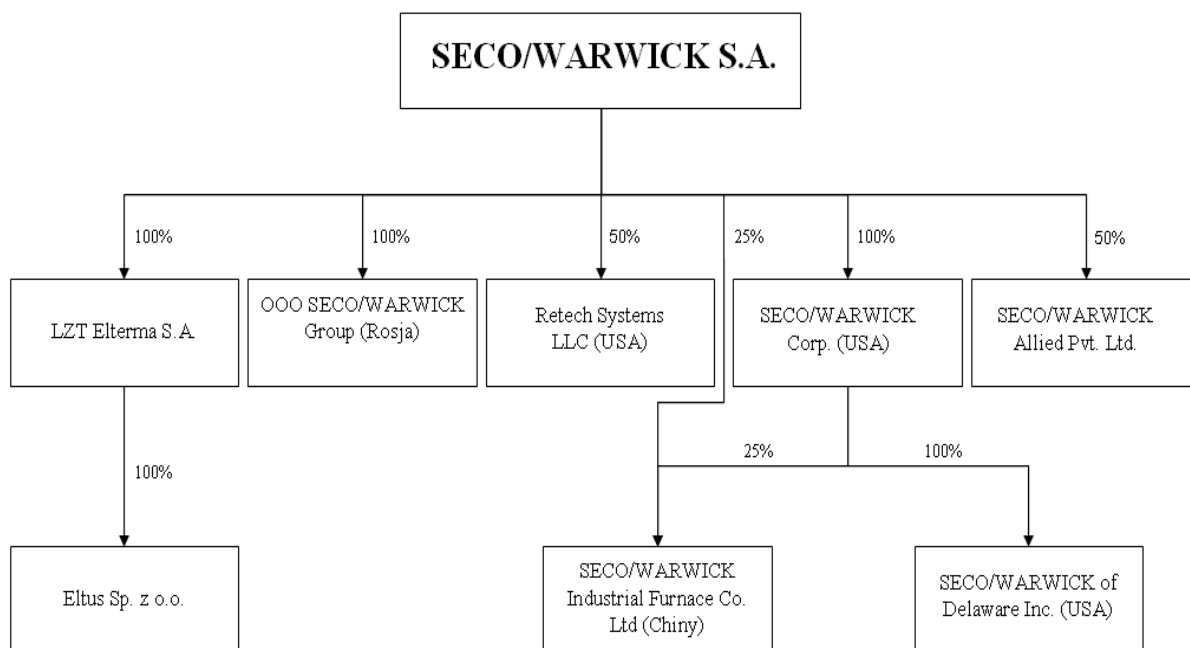 SECO/WARWICK S.A.
100%
100%
50%
25%
100%
50%
LZT Elterma S.A.
OOO SECO/WARWICK
Group (Rosja)
Retech Systems
LLC (USA)
SECO/WARWICK
Corp. (USA)
SECO/WARWICK
Allied Pvt. Ltd.
100%
25%
100%
Eltus Sp. z o.o.
SECO/WARWICK
Industrial Furnace Co.
Ltd (Chiny)
SECO/WARWICK of
Delaware Inc. (USA)